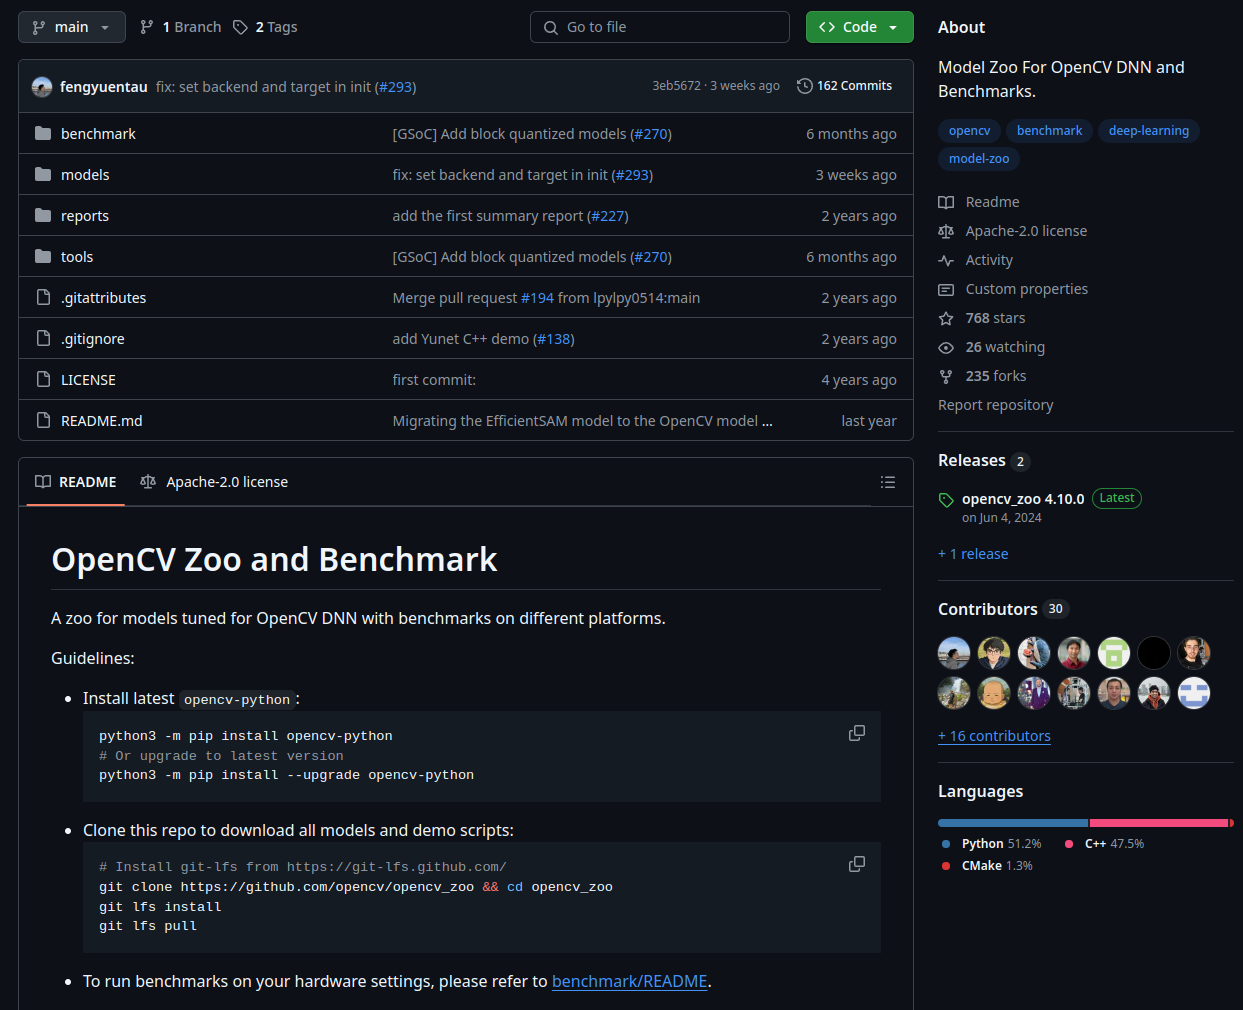 main
1 Branch
2 Tags
Go to file
Code
fengyuentau fix: set backend and target in init (#293)
3eb5672 · 3 weeks ago
162 Commits
benchmark [GSoC] Add block quantized models (#270) 6 months ago
models fix: set backend and target in init (#293) 3 weeks ago
reports add the first summary report (#227) 2 years ago
tools [GSoC] Add block quantized models (#270) 6 months ago
.gitattributes Merge pull request #194 from lpylpy0514:main 2 years ago
.gitignore add Yunet C++ demo (#138) 2 years ago
LICENSE first commit: 4 years ago
README.md Migrating the EfficientSAM model to the OpenCV model ... last year
README
Apache-2.0 license
OpenCV Zoo and Benchmark
A zoo for models tuned for OpenCV DNN with benchmarks on different platforms.
Guidelines:
• Install latest opencv-python:
python3 -m pip install opencv-python
# Or upgrade to latest version
python3 -m pip install --upgrade opencv-python
• Clone this repo to download all models and demo scripts:
# Install git-lfs from https://git-lfs.github.com/
git clone https://github.com/opencv/opencv_zoo && cd opencv_zoo
git lfs install
git lfs pull
• To run benchmarks on your hardware settings, please refer to benchmark/README.
About
Model Zoo For OpenCV DNN and
Benchmarks.
opencv benchmark deep-learning
model-zoo
Readme
Apache-2.0 license
Activity
Custom properties
768 stars
26 watching
235 forks
Report repository
Releases 2
opencv_zoo 4.10.0 Latest
on Jun 4, 2024
+ 1 release
Contributors 30
+ 16 contributors
Languages
Python 51.2% C++ 47.5%
CMake 1.3%